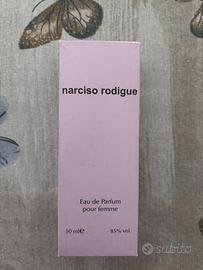 narciso rodigue
Eau de Parfum
pour femme
50 ml℮ 85% vol.
subito